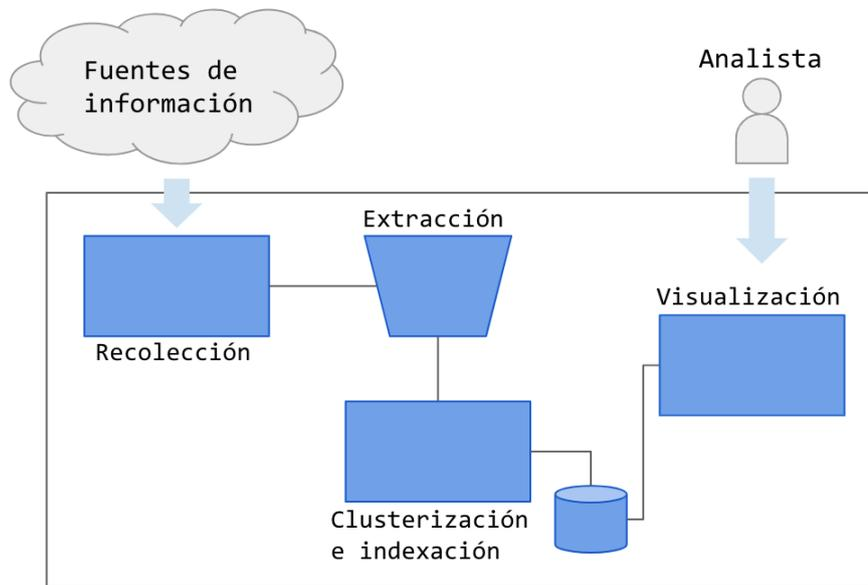 Fuentes de
información
Analista
Extracción
Recolección
Visualización
Clusterización
e indexación